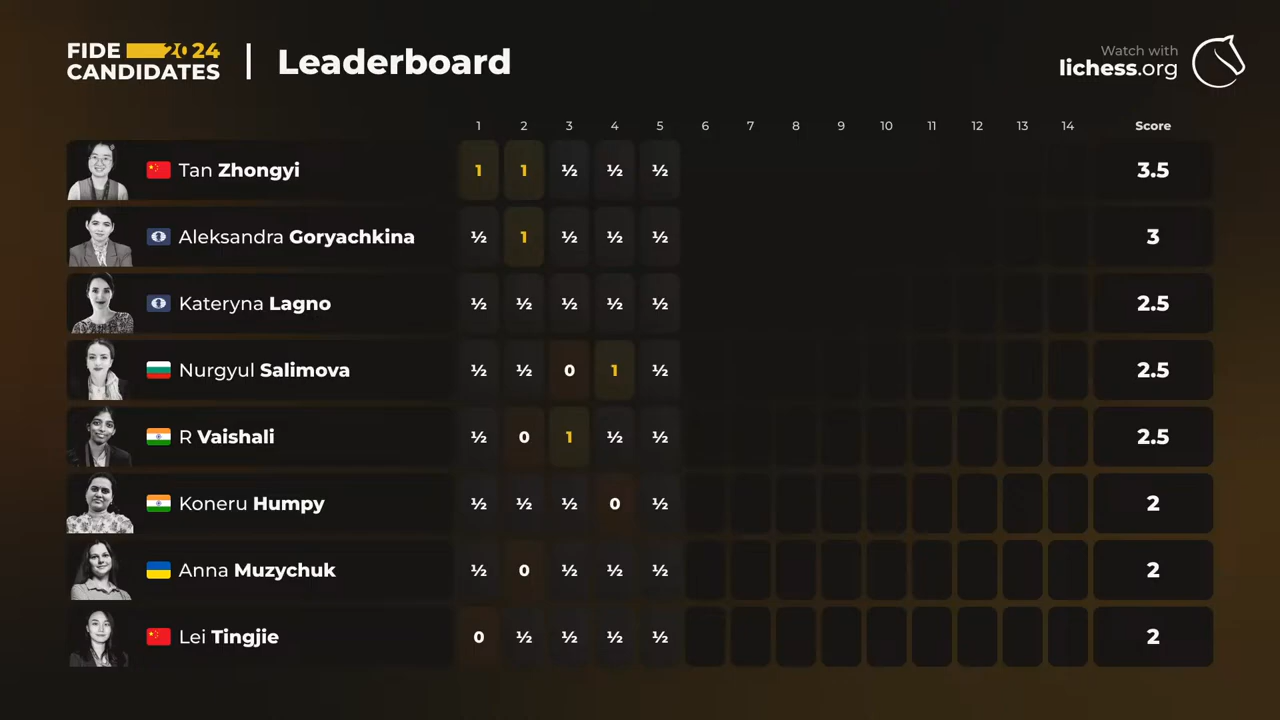 FIDE 2024
CANDIDATES
Leaderboard
Watch with
lichess.org
1 2 3 4 5 6 7 8 9 10 11 12 13 14 Score
Tan Zhongyi 1 1 ½ ½ ½ 3.5
Aleksandra Goryachkina ½ 1 ½ ½ ½ 3
Kateryna Lagno ½ ½ ½ ½ ½ 2.5
Nurgyul Salimova ½ ½ 0 1 ½ 2.5
R Vaishali ½ 0 1 ½ ½ 2.5
Koneru Humpy ½ ½ ½ 0 ½ 2
Anna Muzychuk ½ 0 ½ ½ ½ 2
Lei Tingjie 0 ½ ½ ½ ½ 2